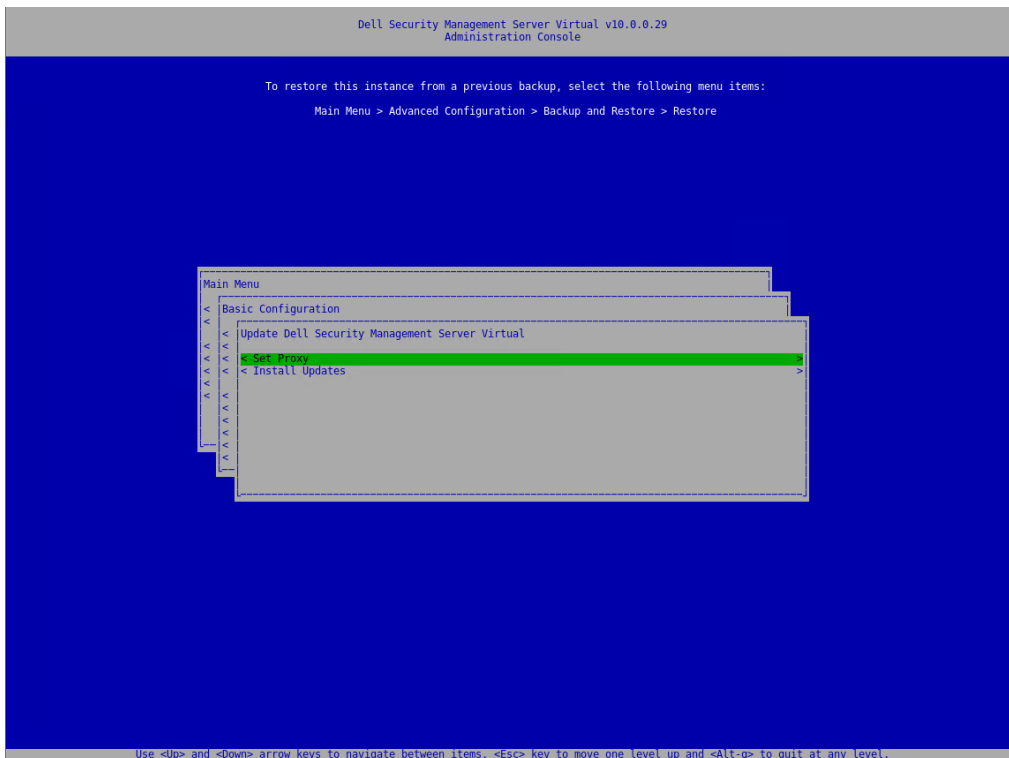 Dell Security Management Server Virtual v10.0.0.29
Administration Console
To restore this instance from a previous backup, select the following menu items:
Main Menu > Advanced Configuration > Backup and Restore > Restore
Main Menu
< Basic Configuration
<
< Update Dell Security Management Server Virtual
< <
< < < Set Proxy >
< < < Install Updates >
<
< <
<
<
<
<
<
Use <Up> and <Down> arrow keys to navigate between items. <Esc> key to move one level up and <Alt-q> to quit at any level.